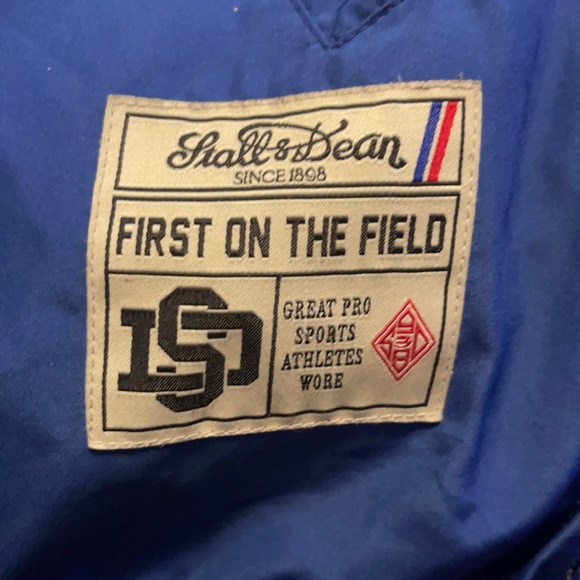 Stall & Dean
SINCE 1898
FIRST ON THE FIELD
SD
GREAT PRO
SPORTS
ATHLETES
WORE